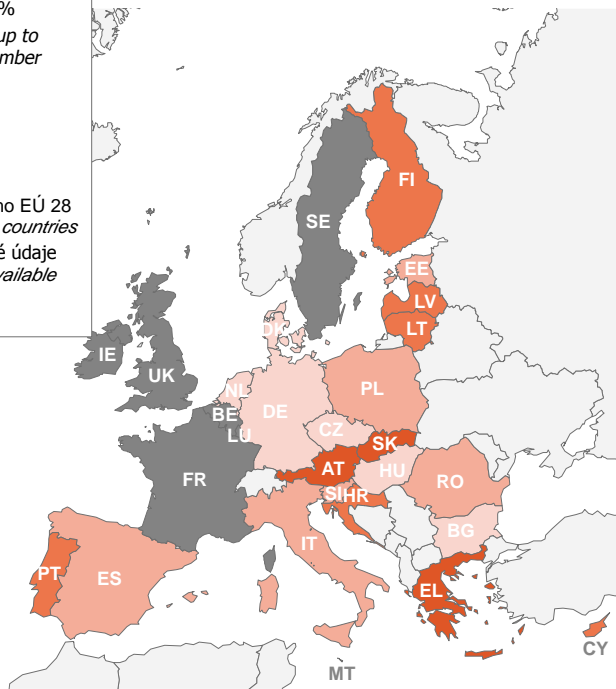 %
up to
mber
no EÚ 28
countries
é údaje
vailable
FI
SE
EE
LV
LT
DK
IE
UK
NL
PL
BE
DE
LU
CZ
SK
AT
HU
FR
SI
HR
RO
IT
BG
PT
ES
EL
CY
MT